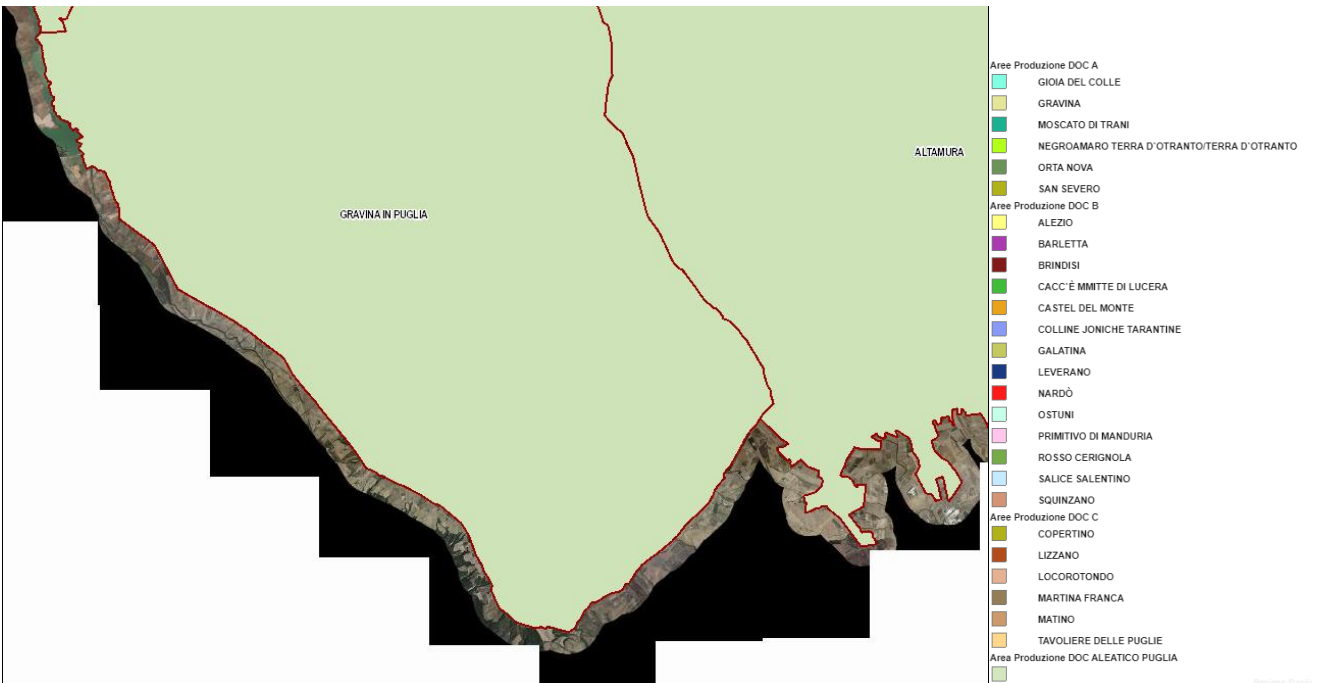 ALTAMURA
GRAVINA IN PUGLIA
Aree Produzione DOC A
GIOIA DEL COLLE
GRAVINA
MOSCATO DI TRANI
NEGROAMARO TERRA D'OTRANTO/TERRA D'OTRANTO
ORTA NOVA
SAN SEVERO
Aree Produzione DOC B
ALEZIO
BARLETTA
BRINDISI
CACC'È MMITTE DI LUCERA
CASTEL DEL MONTE
COLLINE JONICHE TARANTINE
GALATINA
LEVERANO
NARDÒ
OSTUNI
PRIMITIVO DI MANDURIA
ROSSO CERIGNOLA
SALICE SALENTINO
SQUINZANO
Aree Produzione DOC C
COPERTINO
LIZZANO
LOCOROTONDO
MARTINA FRANCA
MATINO
TAVOLIERE DELLE PUGLIE
Area Produzione DOC ALEATICO PUGLIA